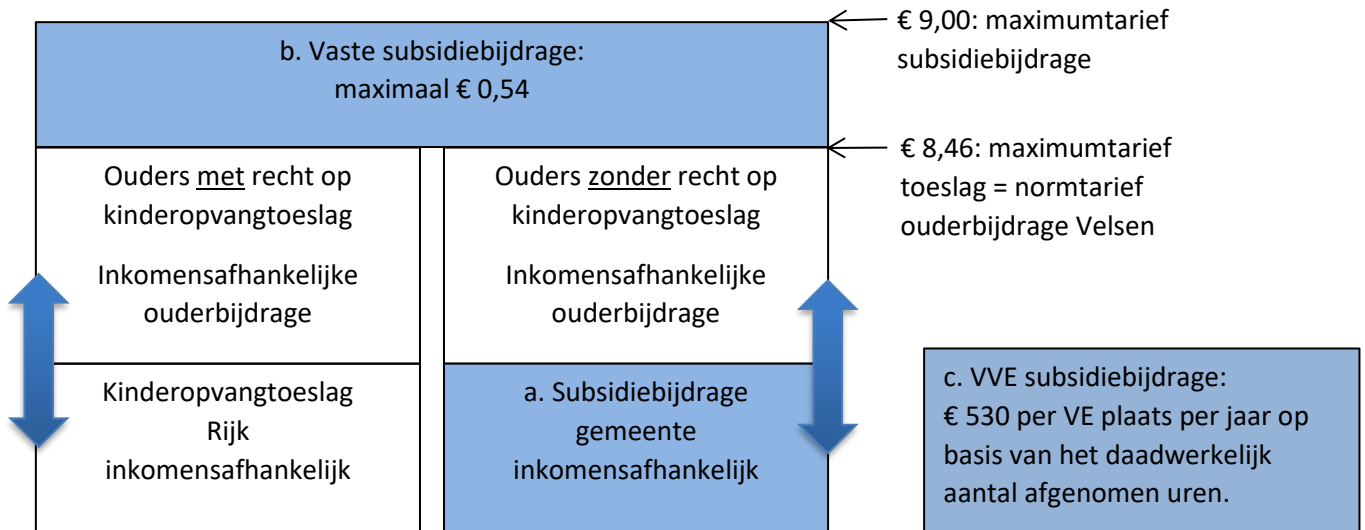 b. Vaste subsidiebijdrage:
maximaal € 0,54
€ 9,00: maximumtarief
subsidiebijdrage
€ 8,46: maximumtarief
toeslag = normtarief
ouderbijdrage Velsen
Ouders met recht op
kinderopvangtoeslag
Inkomensafhankelijke
ouderbijdrage
Ouders zonder recht op
kinderopvangtoeslag
Inkomensafhankelijke
ouderbijdrage
Kinderopvangtoeslag
Rijk
inkomensafhankelijk
a. Subsidiebijdrage
gemeente
inkomensafhankelijk
c. VVE subsidiebijdrage:
€ 530 per VE plaats per jaar op
basis van het daadwerkelijk
aantal afgenomen uren.